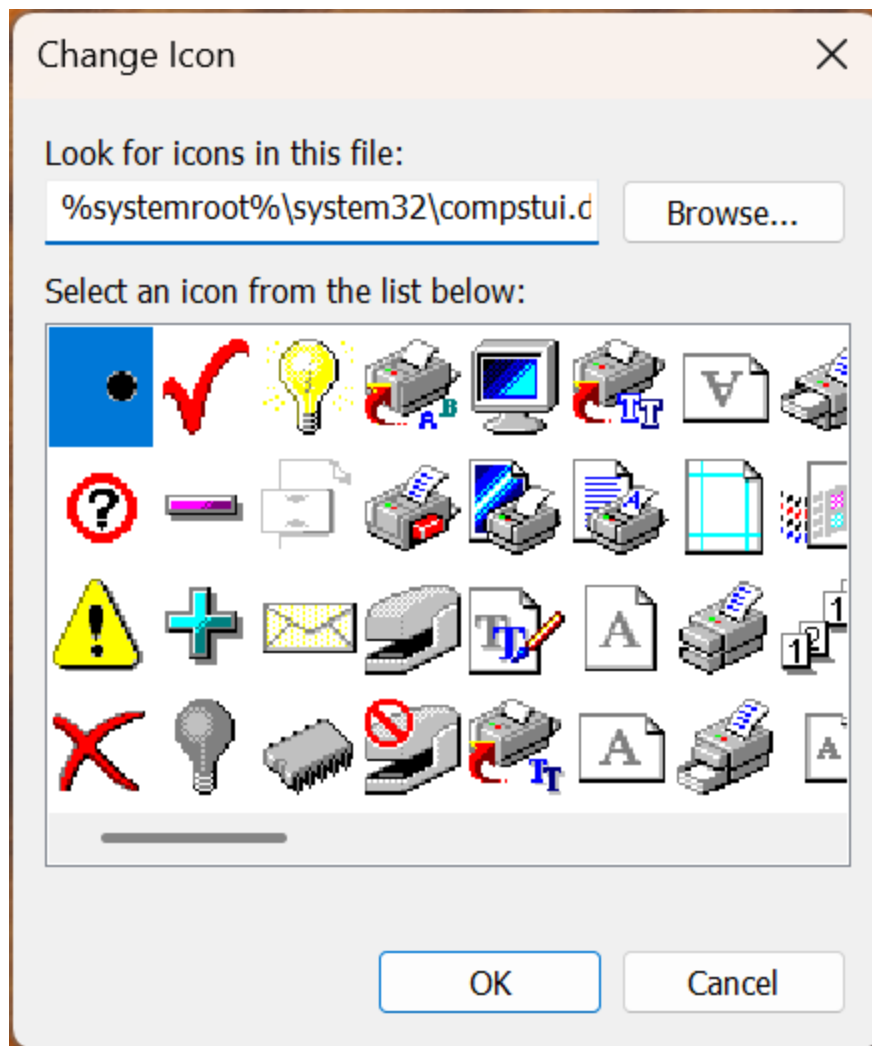 Change Icon
Look for icons in this file:
%systemroot%\system32\compstui.d
Browse...
Select an icon from the list below:
OK
Cancel